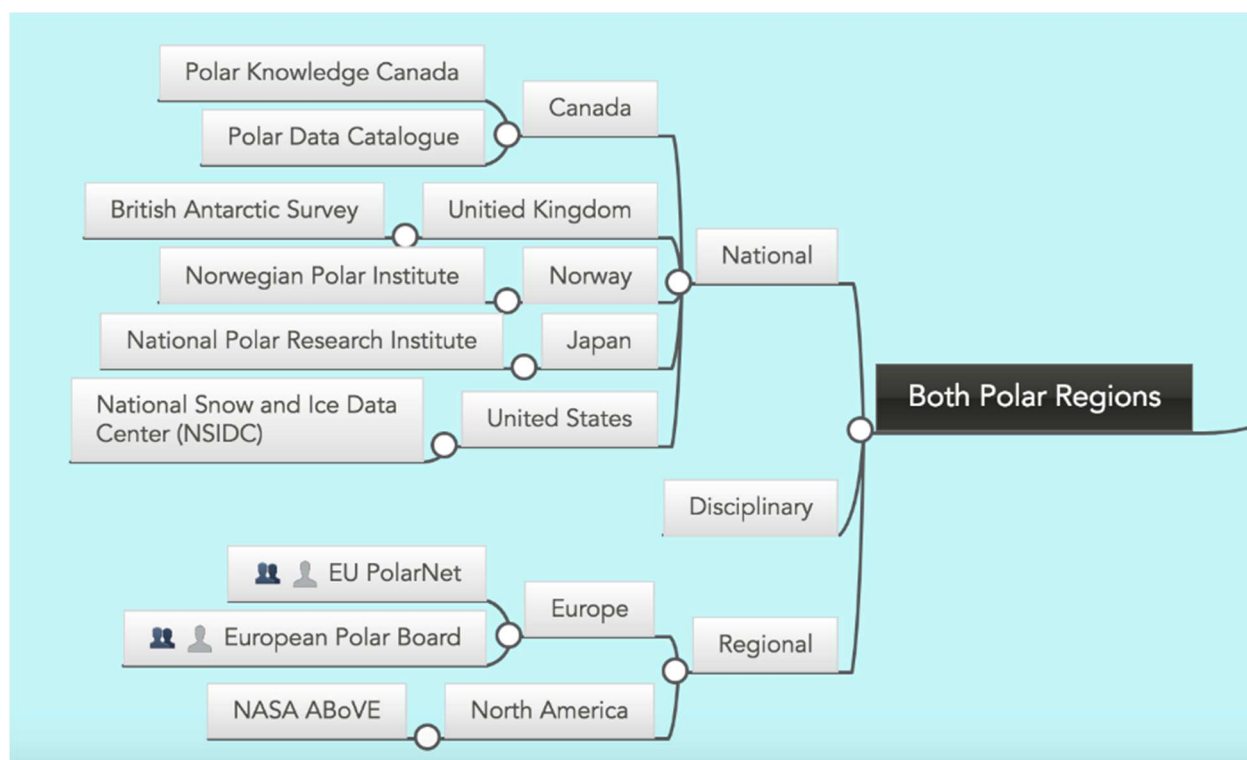 Polar Knowledge Canada
Canada
Polar Data Catalogue
British Antarctic Survey
Unitied Kingdom
National
Norwegian Polar Institute
Norway
National Polar Research Institute
Japan
Both Polar Regions
National Snow and Ice Data
Center (NSIDC)
United States
Disciplinary
EU PolarNet
Europe
European Polar Board
Regional
NASA ABoVE
North America